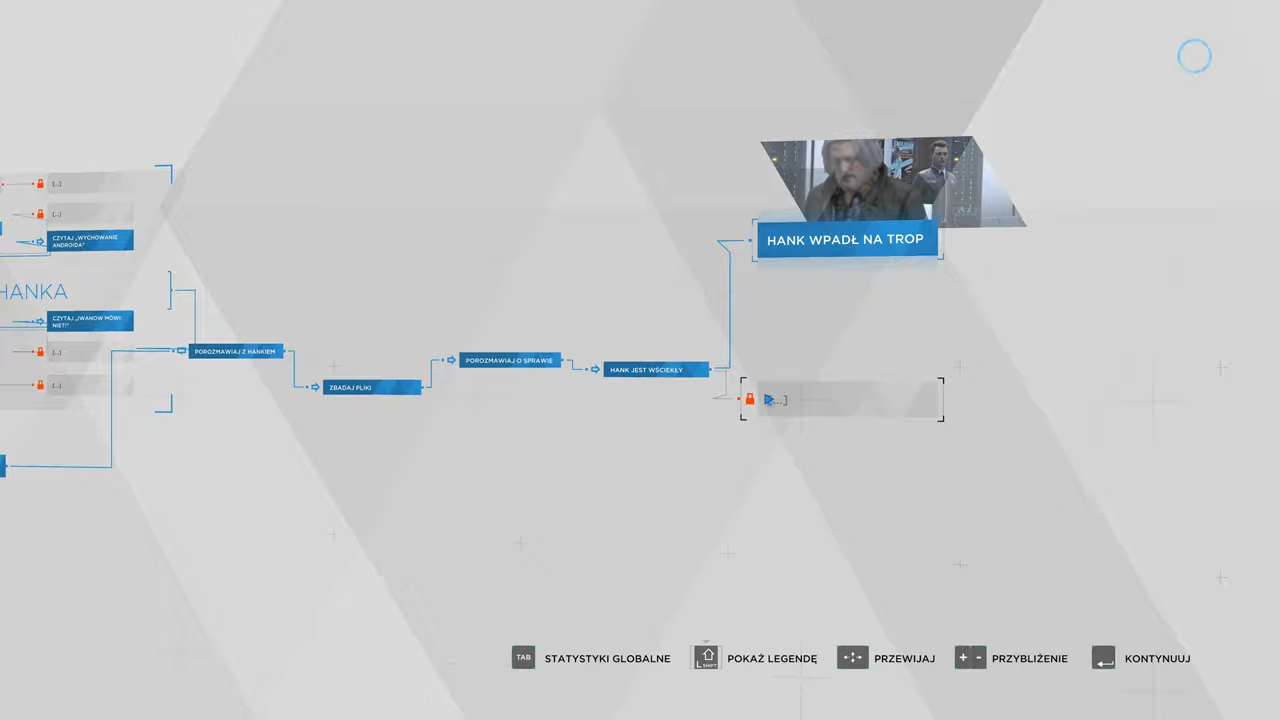 [...]
[...]
CZYTAJ „WYCHOWANIE
ANDROIDA"
HANKA
CZYTAJ „IWANOW MÓWI
NIET!"
[...]
[...]
POROZMAWIAJ Z HANKIEM
ZBADAJ PLIKI
POROZMAWIAJ O SPRAWIE
HANK JEST WŚCIEKŁY
HANK WPADŁ NA TROP
[...]
TAB STATYSTYKI GLOBALNE
L SHIFT POKAŻ LEGENDĘ
PRZEWIJAJ
+ - PRZYBLIŻENIE
KONTYNUUJ